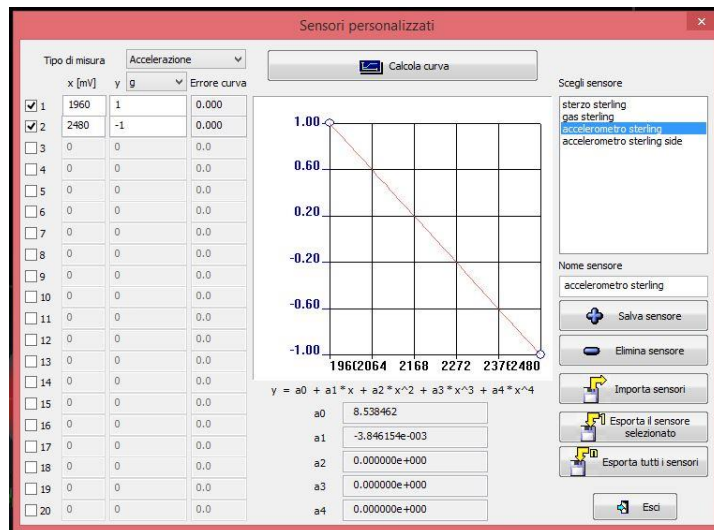 Sensori personalizzati
Tipo di misura Accelerazione
x [mV] y g Errore curva
1 1960 1 0.000
2 2480 -1 0.000
3 0 0 0.0
4 0 0 0.0
5 0 0 0.0
6 0 0 0.0
7 0 0 0.0
8 0 0 0.0
9 0 0 0.0
10 0 0 0.0
11 0 0 0.0
12 0 0 0.0
13 0 0 0.0
14 0 0 0.0
15 0 0 0.0
16 0 0 0.0
17 0 0 0.0
18 0 0 0.0
19 0 0 0.0
20 0 0 0.0
Calcola curva
1.00
0.60
0.20
-0.20
-0.60
-1.00
1960 2064 2168 2272 2376 2480
y = a0 + a1*x + a2*x^2 + a3*x^3 + a4*x^4
a0 8.538462
a1 -3.846154e-003
a2 0.000000e+000
a3 0.000000e+000
a4 0.000000e+000
Scegli sensore
sterzo sterling
gas sterling
accelerometro sterling
accelerometro sterling side
Nome sensore
accelerometro sterling
Salva sensore
Elimina sensore
Importa sensori
Esporta il sensore
selezionato
Esporta tutti i sensori
Esci